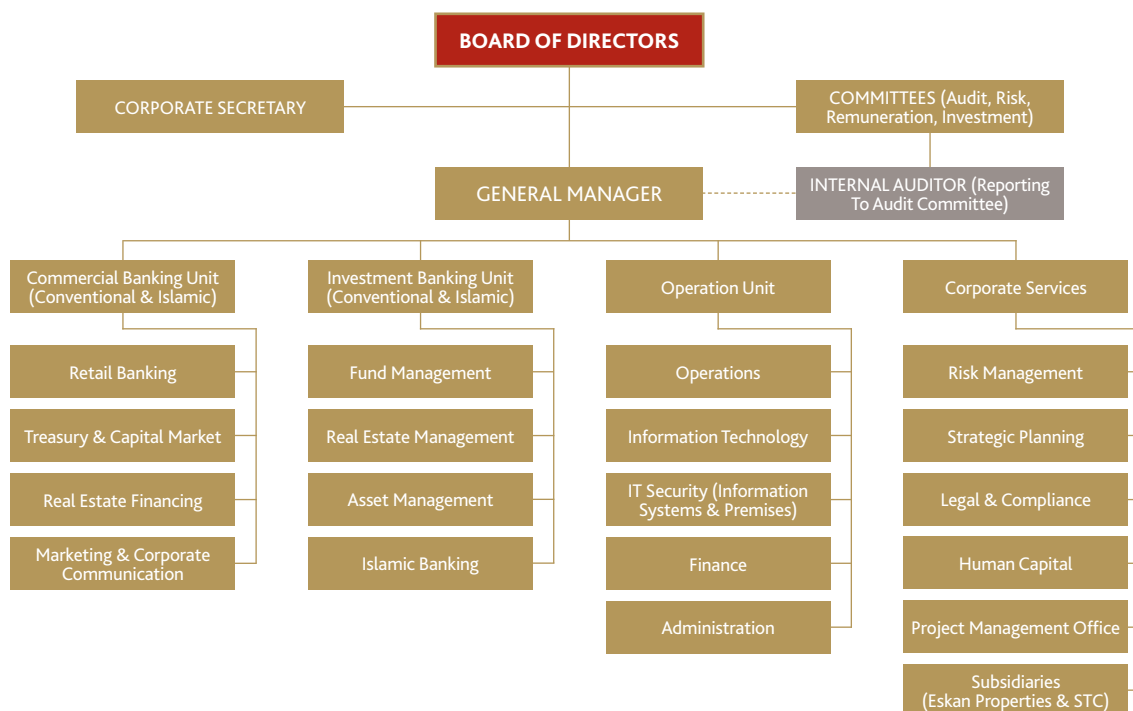 BOARD OF DIRECTORS
CORPORATE SECRETARY
COMMITTEES (Audit, Risk,
Remuneration, Investment)
GENERAL MANAGER
INTERNAL AUDITOR (Reporting
To Audit Committee)
Commercial Banking Unit
(Conventional & Islamic)
Investment Banking Unit
(Conventional & Islamic)
Operation Unit
Corporate Services
Retail Banking
Treasury & Capital Market
Real Estate Financing
Marketing & Corporate
Communication
Fund Management
Real Estate Management
Asset Management
Islamic Banking
Operations
Information Technology
IT Security (Information
Systems & Premises)
Finance
Administration
Risk Management
Strategic Planning
Legal & Compliance
Human Capital
Project Management Office
Subsidiaries
(Eskan Properties & STC)